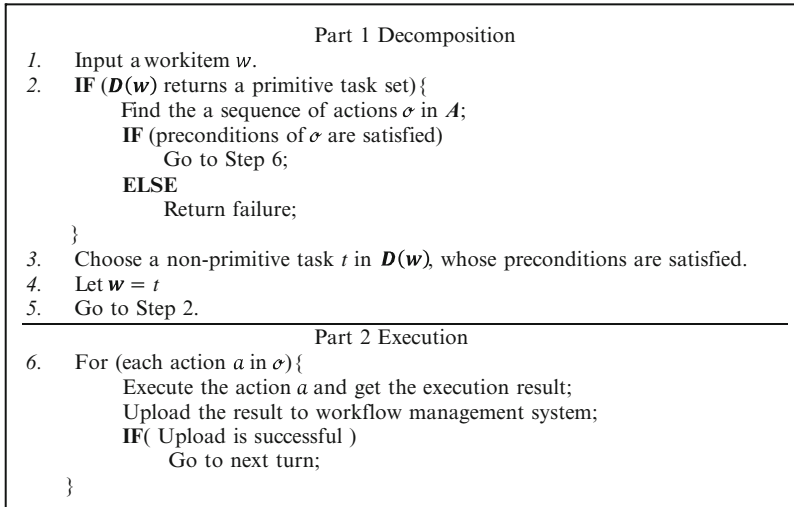 Part 1 Decomposition
1. Input a workitem w.
2. IF (D(w) returns a primitive task set){
Find the a sequence of actions σ in A;
IF (preconditions of σ are satisfied)
Go to Step 6;
ELSE
Return failure;
}
3. Choose a non-primitive task t in D(w), whose preconditions are satisfied.
4. Let w = t
5. Go to Step 2.
Part 2 Execution
6. For (each action a in σ){
Execute the action a and get the execution result;
Upload the result to workflow management system;
IF( Upload is successful )
Go to next turn;
}